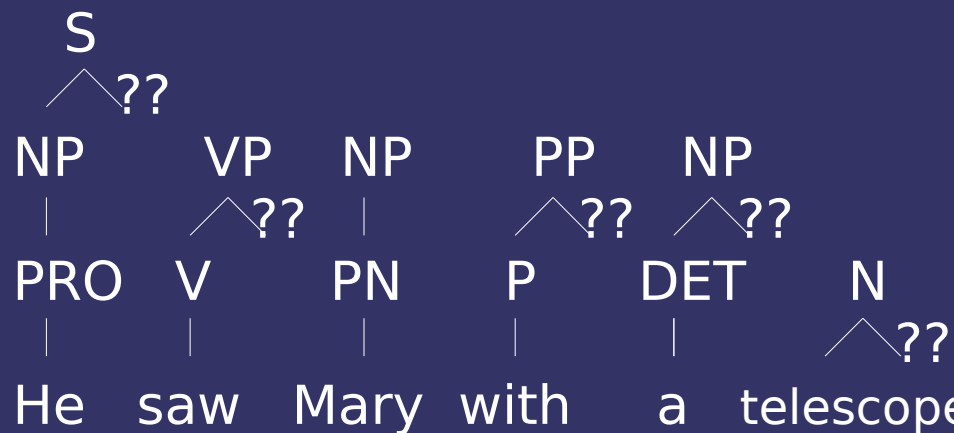 S
??
NP VP NP PP NP
?? ?? ??
PRO V PN P DET N
??
He saw Mary with a telescope